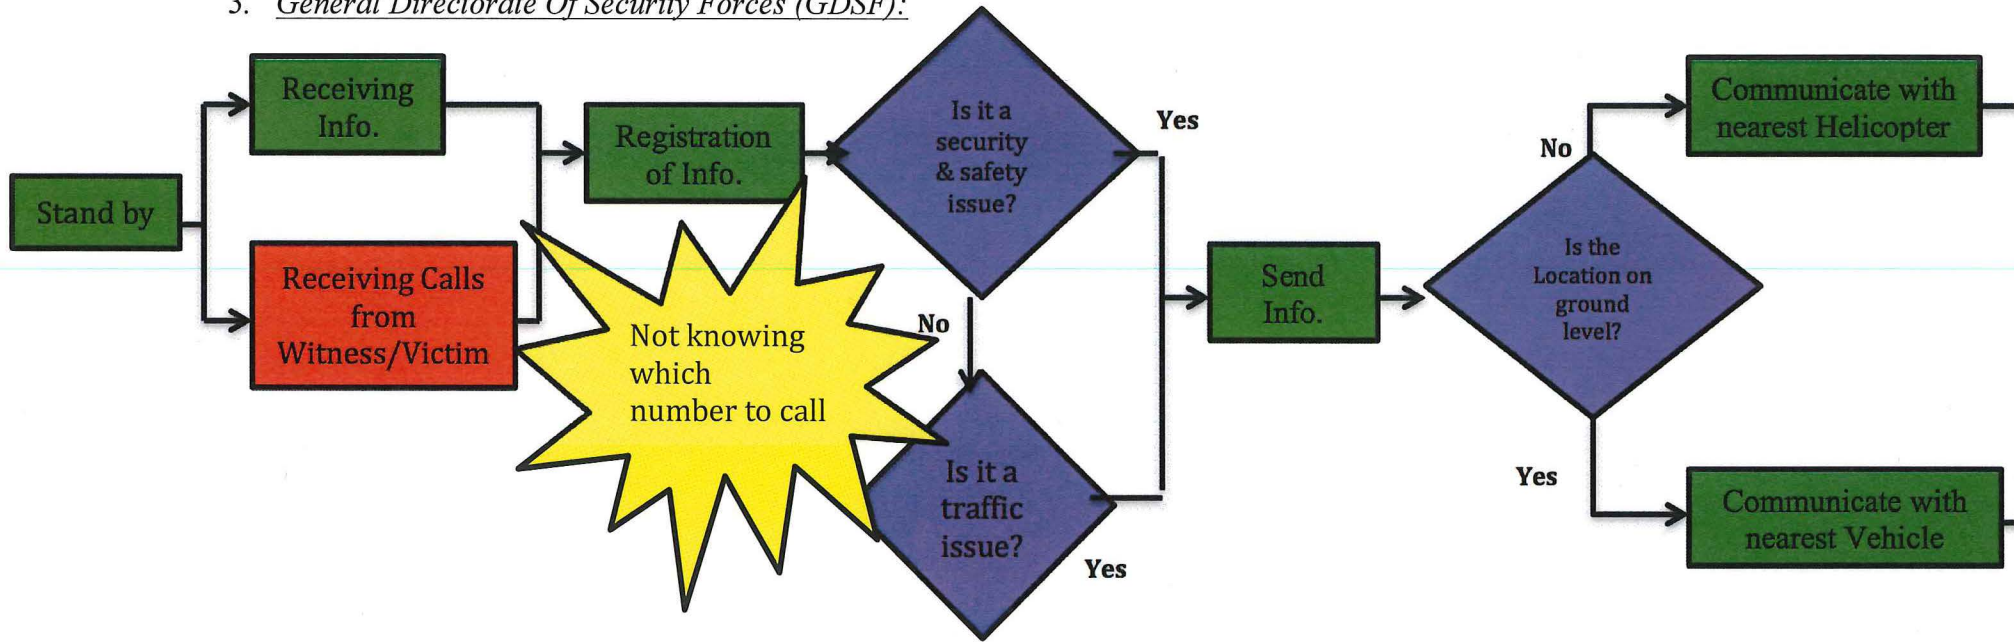 3. General Directorate Of Security Forces (GDSF):
Stand by
Receiving
Info.
Receiving Calls
from
Witness/Victim
Registration
of Info.
Not knowing
which
number to call
Is it a
security
& safety
issue?
Yes
No
Is it a
traffic
issue?
Yes
Send
Info.
Is the
Location on
ground
level?
No
Communicate with
nearest Helicopter
Yes
Communicate with
nearest Vehicle